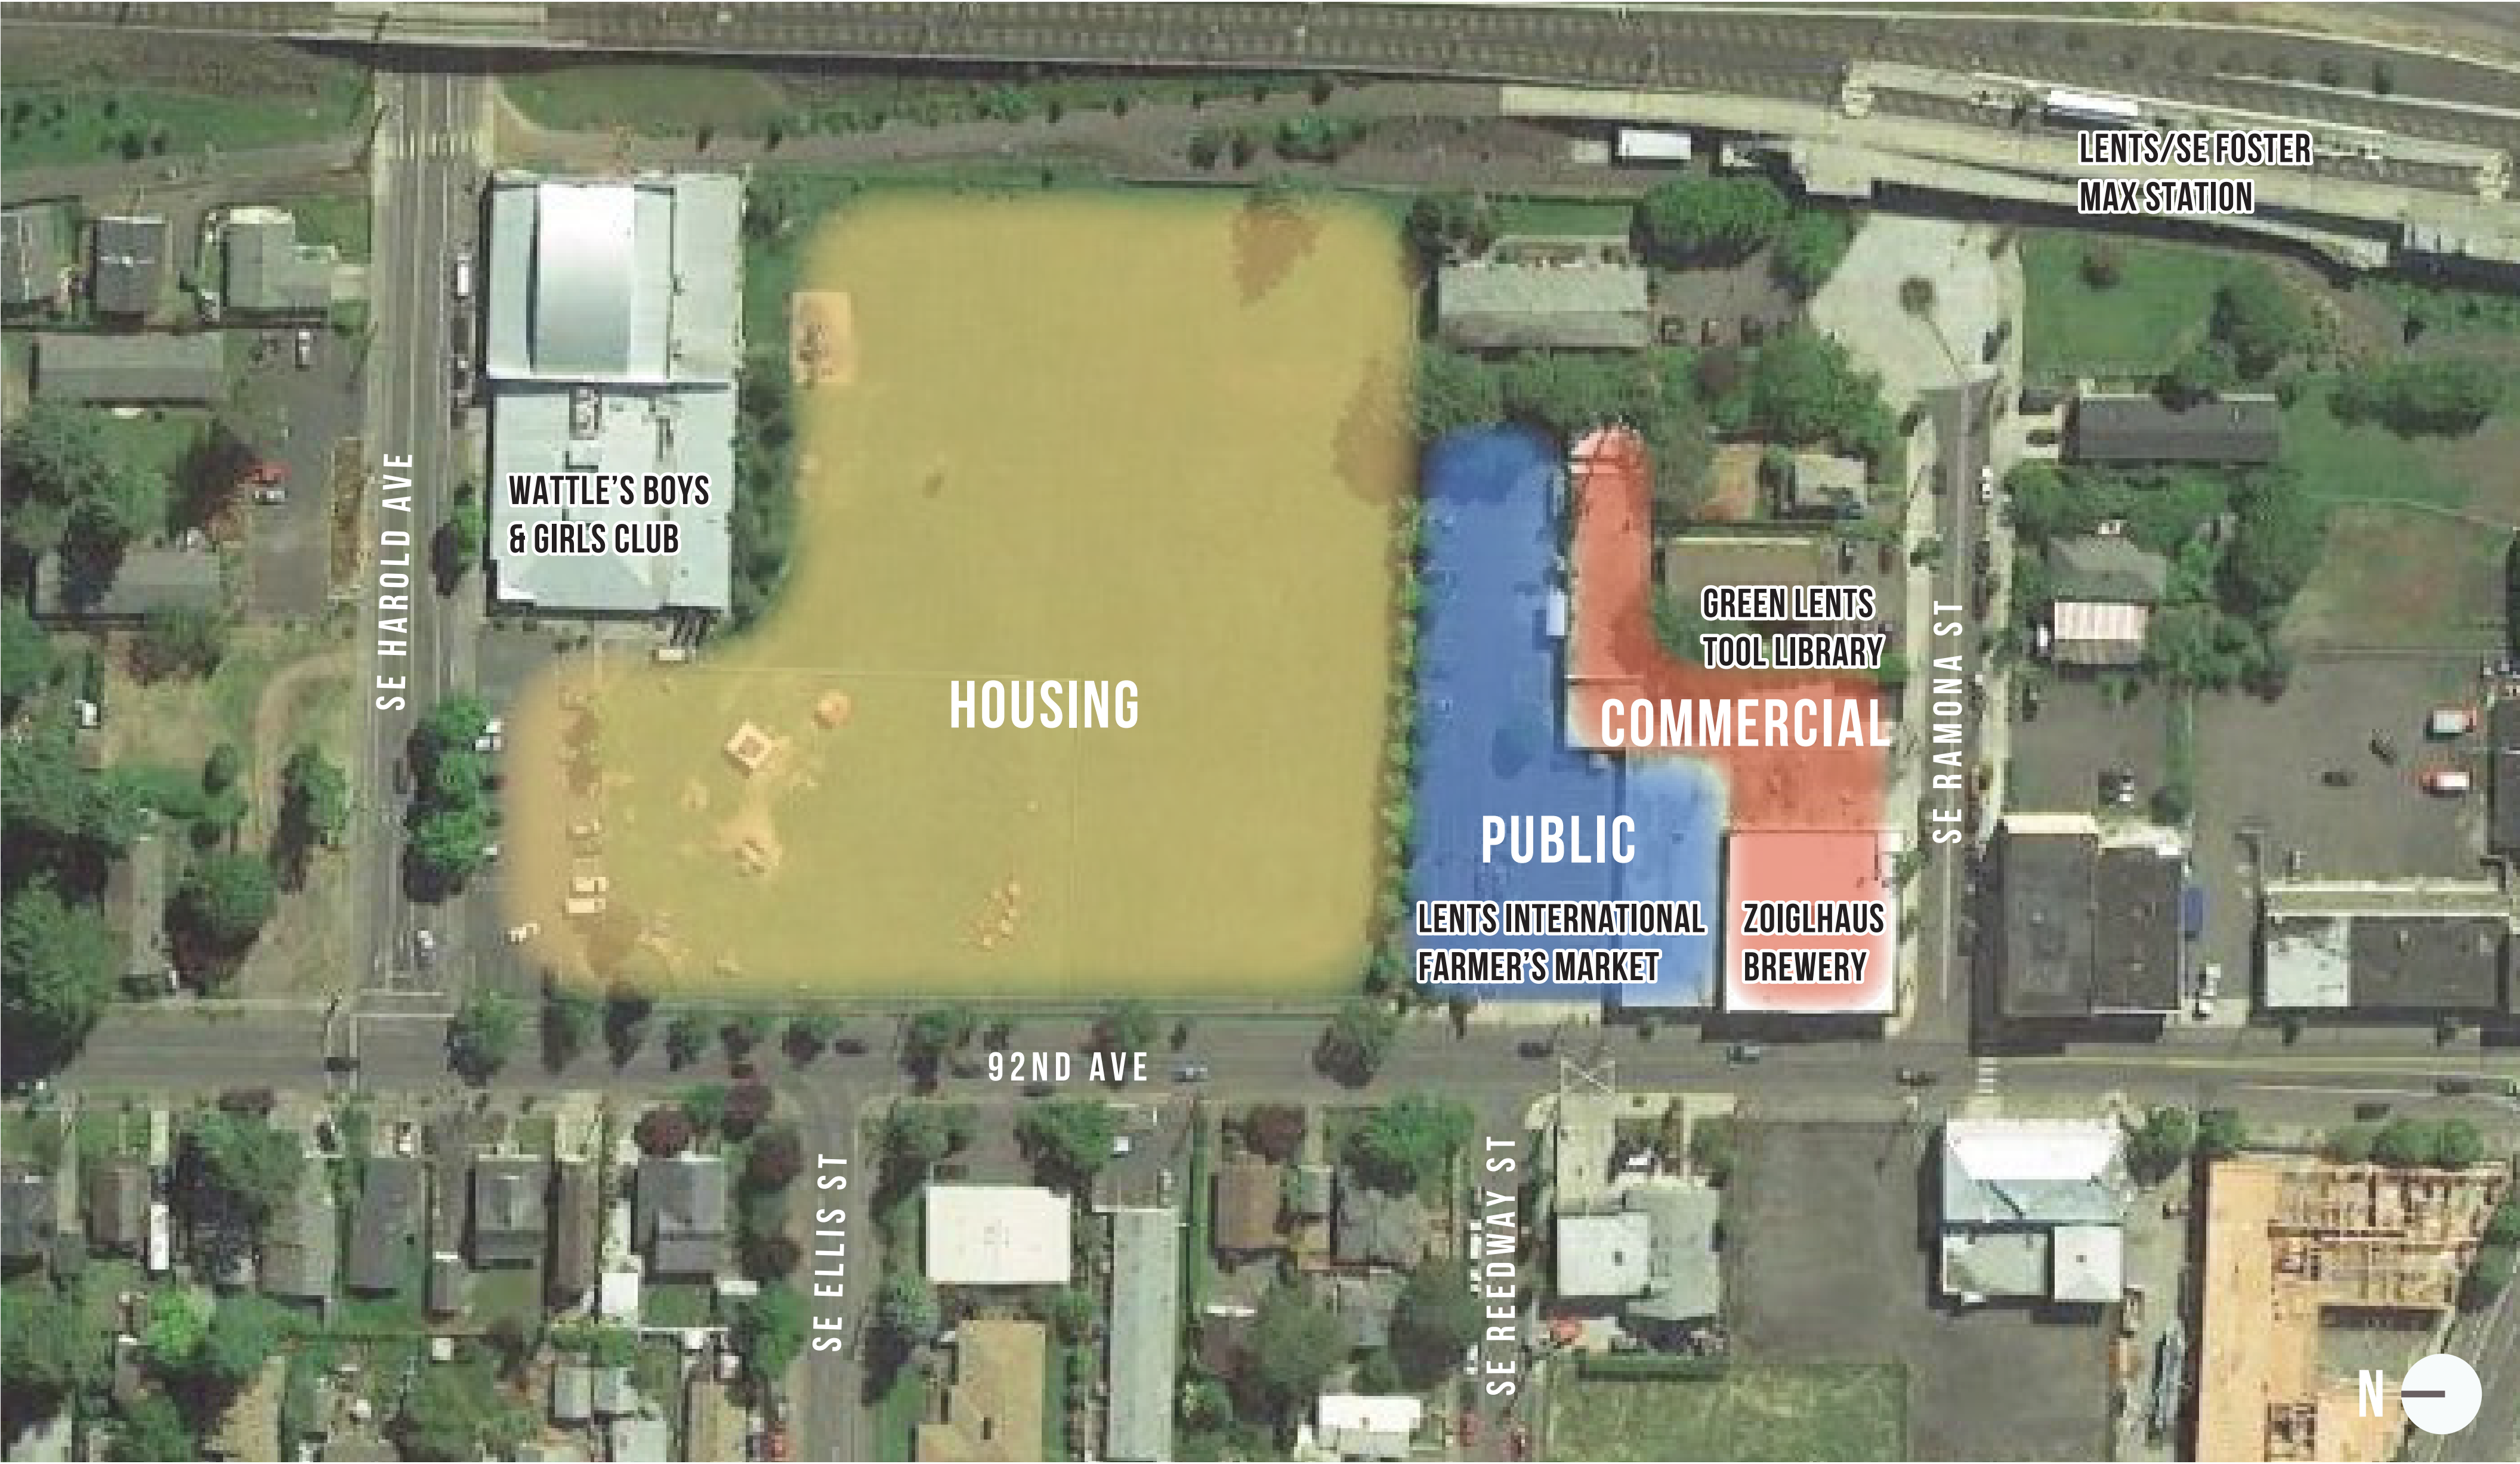 LENTS/SE FOSTER
MAX STATION
SE HAROLD AVE
WATTLE'S BOYS
& GIRLS CLUB
GREEN LENTS
TOOL LIBRARY
SE RAMONA ST
HOUSING
COMMERCIAL
PUBLIC
LENTS INTERNATIONAL
FARMER'S MARKET
ZOIGLHAUS
BREWERY
92ND AVE
SE ELLIS ST
SE REEDWAY ST
N